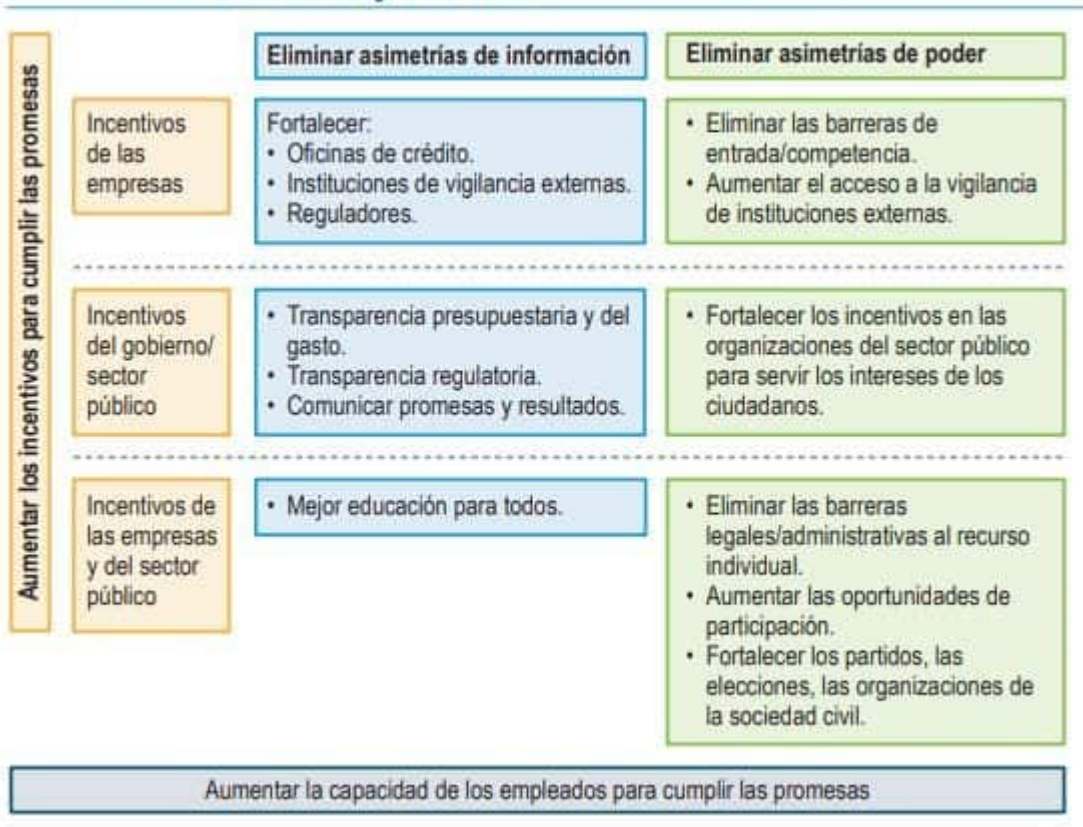 Eliminar asimetrías de información
Eliminar asimetrías de poder
Aumentar los incentivos para cumplir las promesas
Incentivos
de las
empresas
Fortalecer:
• Oficinas de crédito.
• Instituciones de vigilancia externas.
• Reguladores.
• Eliminar las barreras de
entrada/competencia.
• Aumentar el acceso a la vigilancia
de instituciones externas.
Incentivos
del gobierno/
sector
público
• Transparencia presupuestaria y del
gasto.
• Transparencia regulatoria.
• Comunicar promesas y resultados.
• Fortalecer los incentivos en las
organizaciones del sector público
para servir los intereses de los
ciudadanos.
Incentivos de
las empresas
y del sector
público
• Mejor educación para todos.
• Eliminar las barreras
legales/administrativas al recurso
individual.
• Aumentar las oportunidades de
participación.
• Fortalecer los partidos, las
elecciones, las organizaciones de
la sociedad civil.
Aumentar la capacidad de los empleados para cumplir las promesas